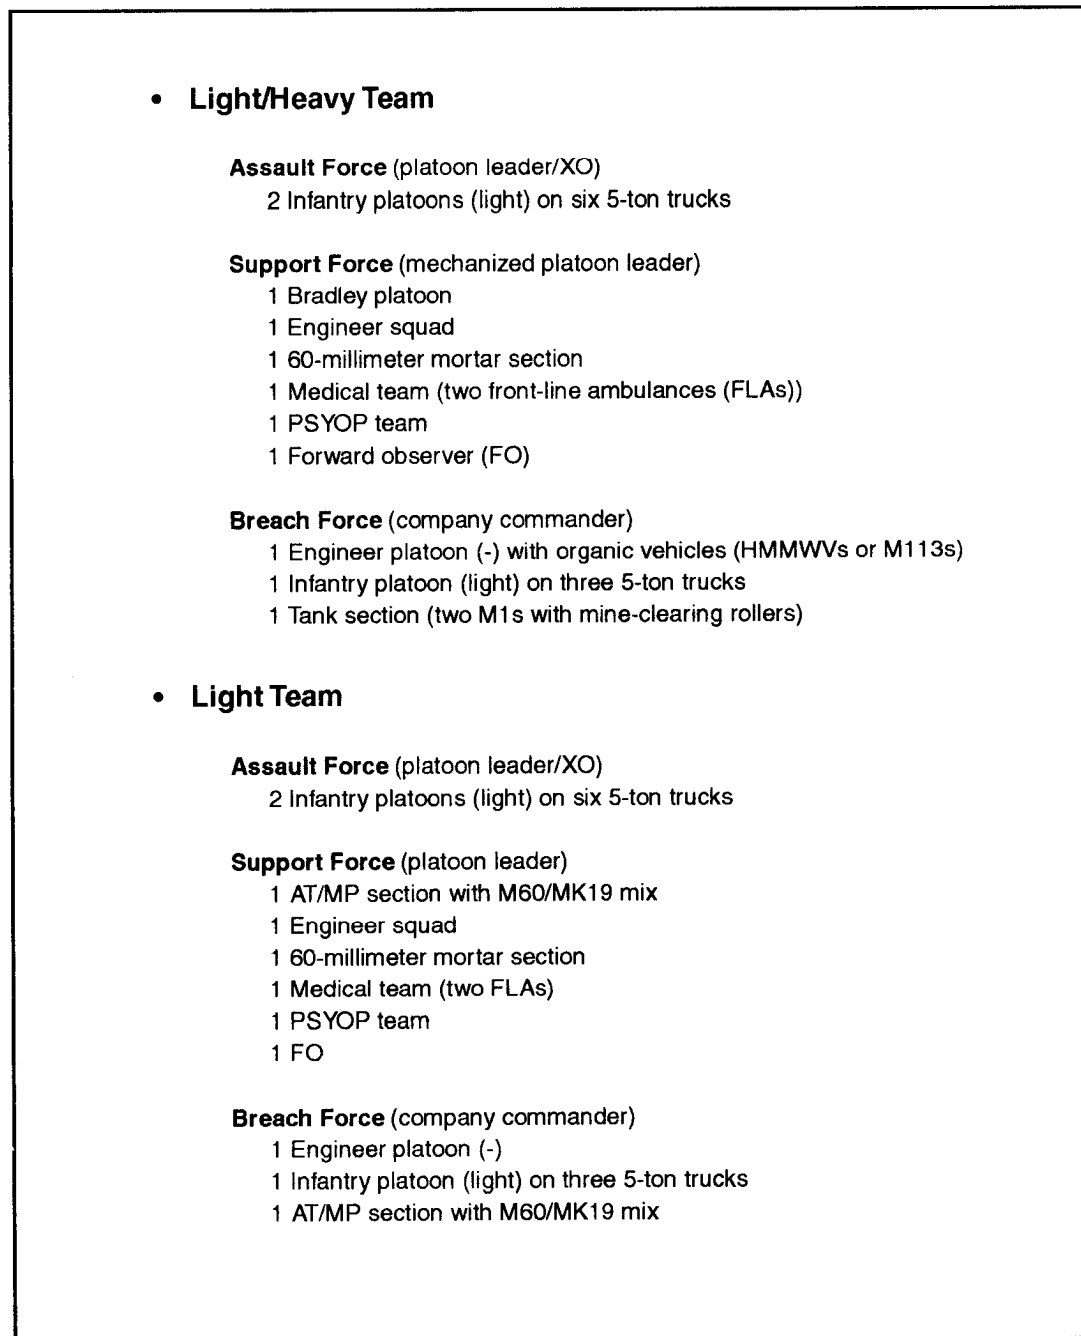 • Light/Heavy Team
Assault Force (platoon leader/XO)
2 Infantry platoons (light) on six 5-ton trucks
Support Force (mechanized platoon leader)
1 Bradley platoon
1 Engineer squad
1 60-millimeter mortar section
1 Medical team (two front-line ambulances (FLAs))
1 PSYOP team
1 Forward observer (FO)
Breach Force (company commander)
1 Engineer platoon (-) with organic vehicles (HMMWVs or M113s)
1 Infantry platoon (light) on three 5-ton trucks
1 Tank section (two M1s with mine-clearing rollers)
• Light Team
Assault Force (platoon leader/XO)
2 Infantry platoons (light) on six 5-ton trucks
Support Force (platoon leader)
1 AT/MP section with M60/MK19 mix
1 Engineer squad
1 60-millimeter mortar section
1 Medical team (two FLAs)
1 PSYOP team
1 FO
Breach Force (company commander)
1 Engineer platoon (-)
1 Infantry platoon (light) on three 5-ton trucks
1 AT/MP section with M60/MK19 mix